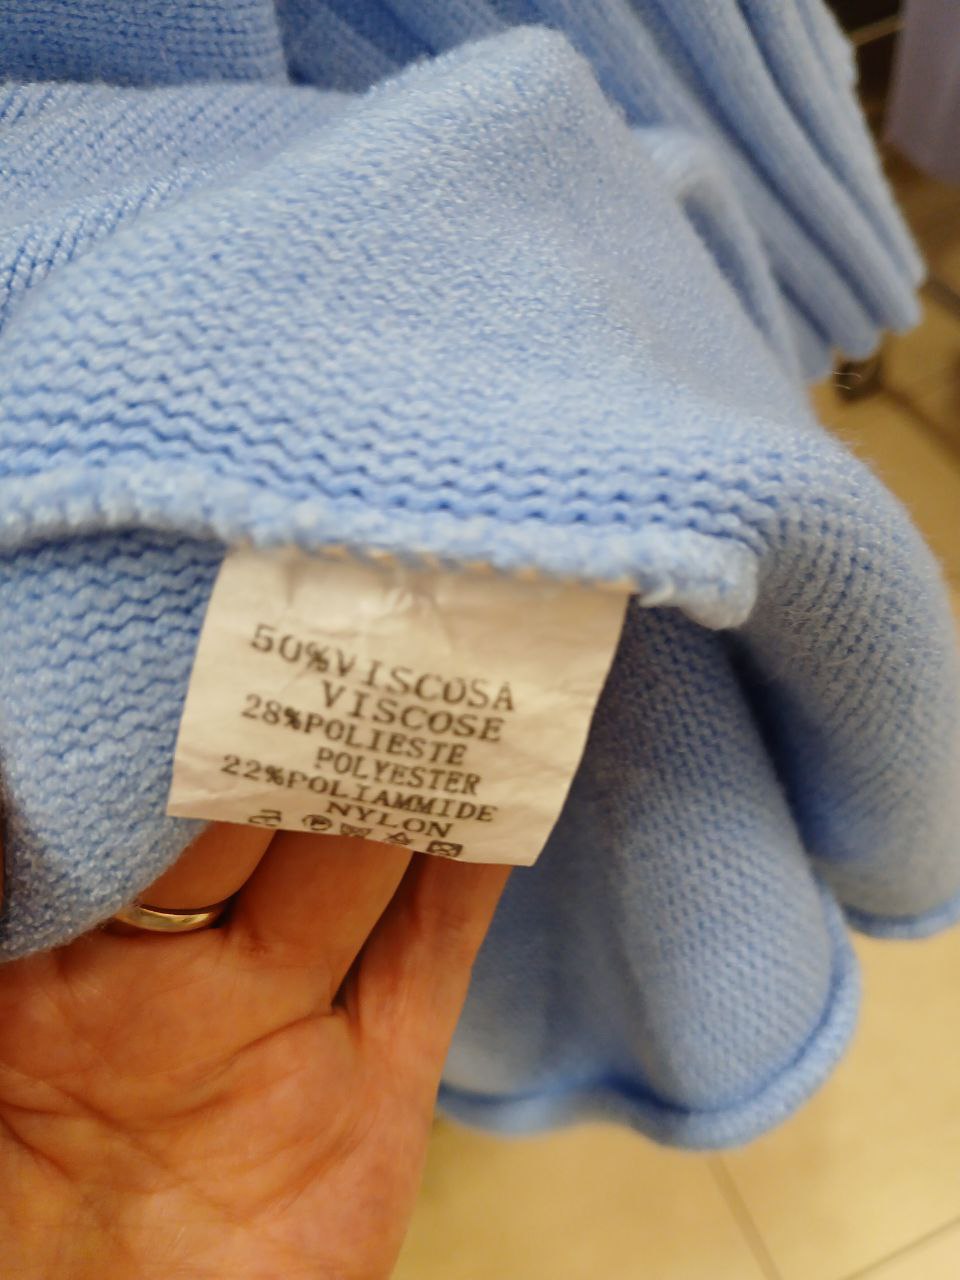 50%VISCOSA
VISCOSE
28%POLIESTE
POLYESTER
22%POLIAMMIDE
NYLON